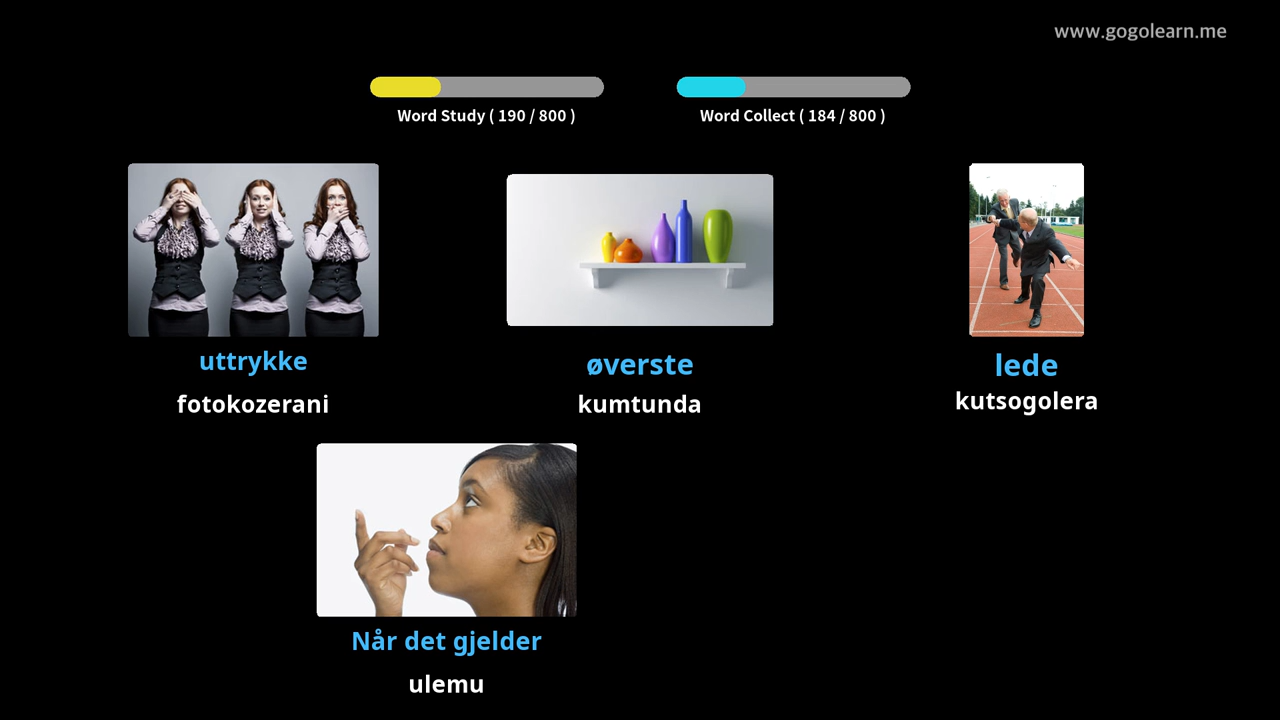 www.gogolearn.me
Word Study ( 190 / 800 )
Word Collect ( 184 / 800 )
uttrykke
fotokozerani
øverste
kumtunda
lede
kutsogolera
Når det gjelder
ulemu